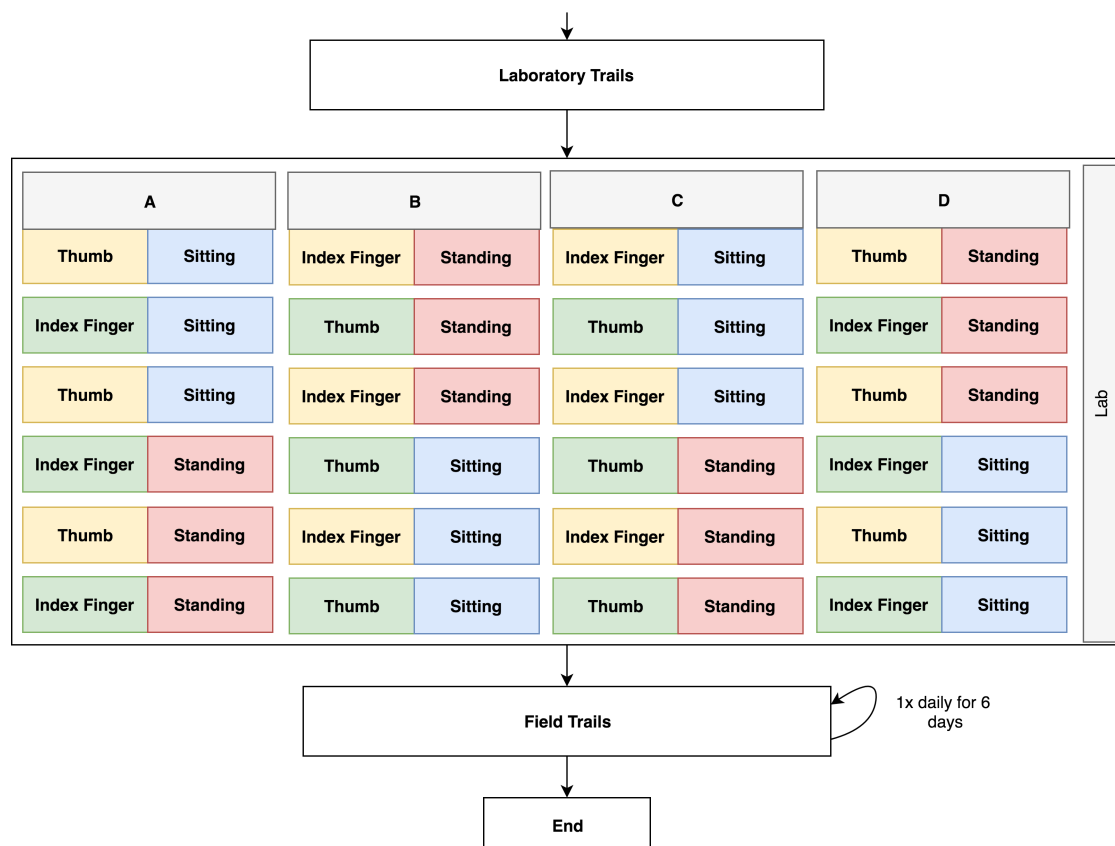 Laboratory Trails
A B C D
Thumb Sitting Index Finger Standing Index Finger Sitting Thumb Standing
Index Finger Sitting Thumb Standing Thumb Sitting Index Finger Standing
Thumb Sitting Index Finger Standing Index Finger Sitting Thumb Standing
Index Finger Standing Thumb Sitting Thumb Standing Index Finger Sitting
Thumb Standing Index Finger Sitting Index Finger Standing Thumb Sitting
Index Finger Standing Thumb Sitting Thumb Standing Index Finger Sitting
Lab
Field Trails
1x daily for 6
days
End